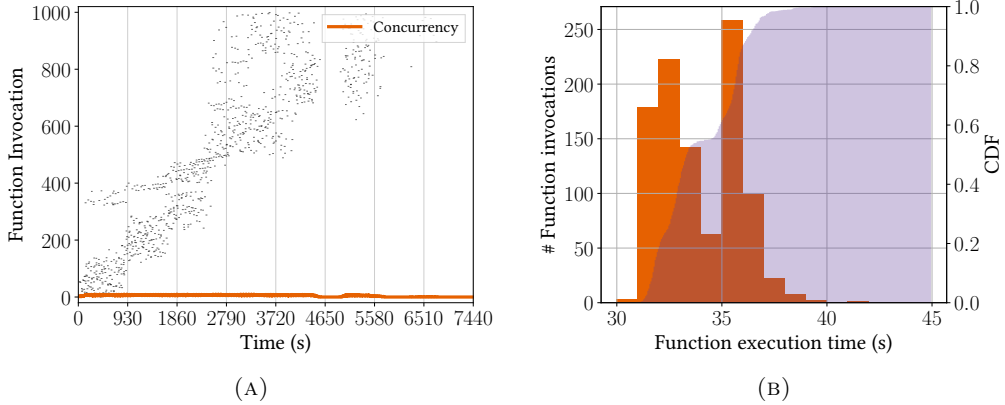 1000
800
600
400
200
0
Function Invocation
Concurrency
0 930 1860 2790 3720 4650 5580 6510 7440
Time (s)
(A)
250
200
150
100
50
0
# Function invocations
1.0
0.8
0.6
0.4
0.2
0.0
CDF
30 35 40 45
Function execution time (s)
(B)